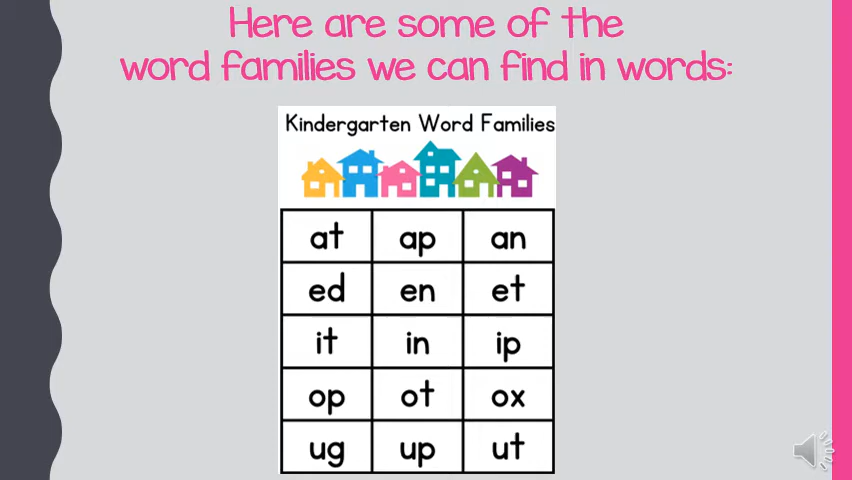 Here are some of the
word families we can find in words:
Kindergarten Word Families
at ap an
ed en et
it in ip
op ot ox
ug up ut